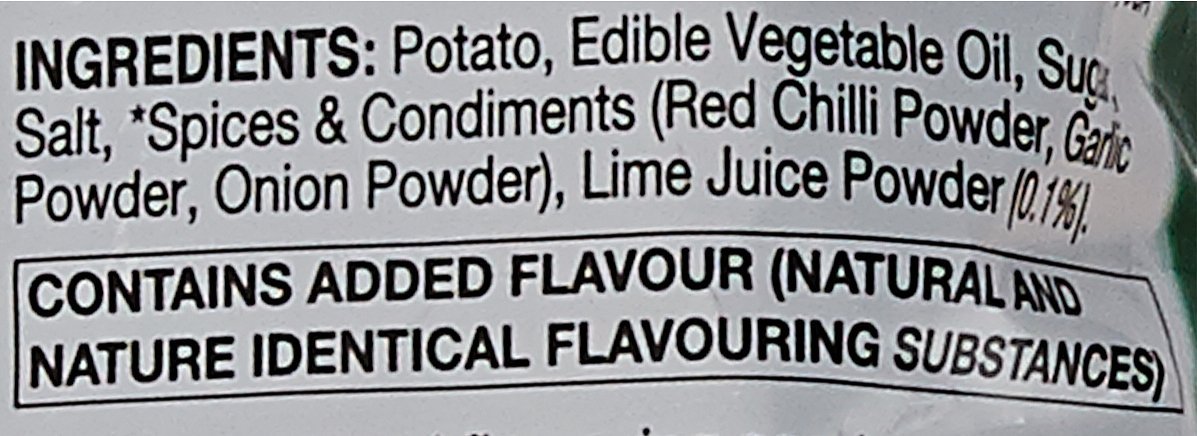 INGREDIENTS: Potato, Edible Vegetable Oil, Sugar,
Salt, *Spices & Condiments (Red Chilli Powder, Garlic
Powder, Onion Powder), Lime Juice Powder (0.1%).
CONTAINS ADDED FLAVOUR (NATURAL AND
NATURE IDENTICAL FLAVOURING SUBSTANCES)